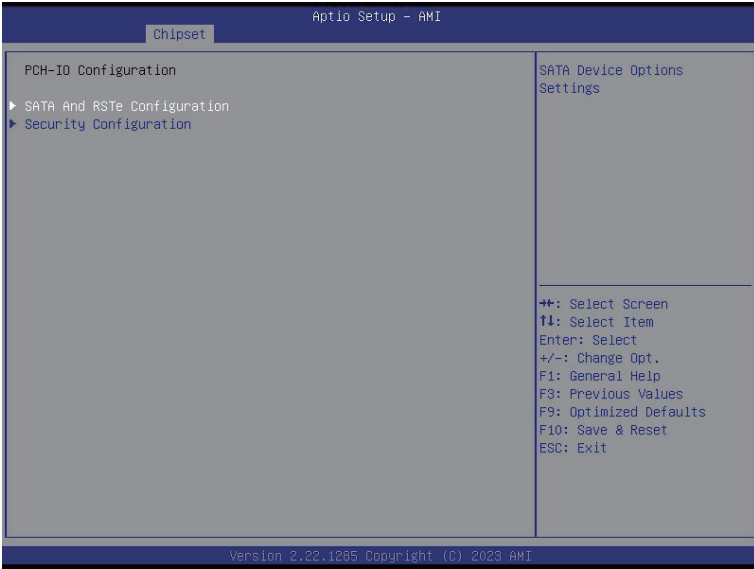 Aptio Setup – AMI
Chipset
PCH-IO Configuration
▶ SATA And RSTe Configuration
▶ Security Configuration
SATA Device Options
Settings
→←: Select Screen
↑↓: Select Item
Enter: Select
+/-: Change Opt.
F1: General Help
F3: Previous Values
F9: Optimized Defaults
F10: Save & Reset
ESC: Exit
Version 2.22.1285 Copyright (C) 2023 AMI